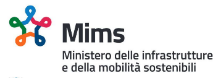 Mims
Ministero delle infrastrutture
e della mobilità sostenibili